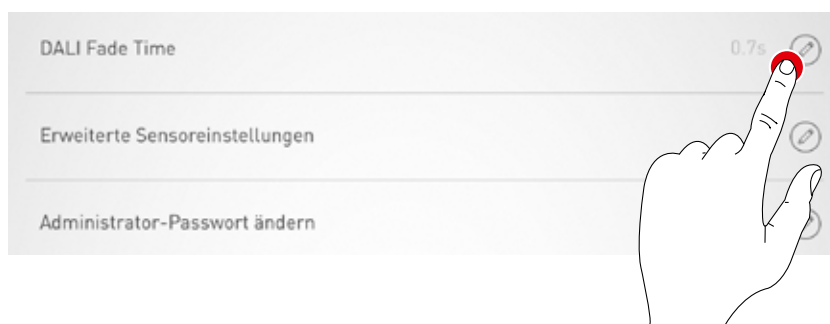 DALI Fade Time 0.7s
Erweiterte Sensoreinstellungen
Administrator-Passwort ändern